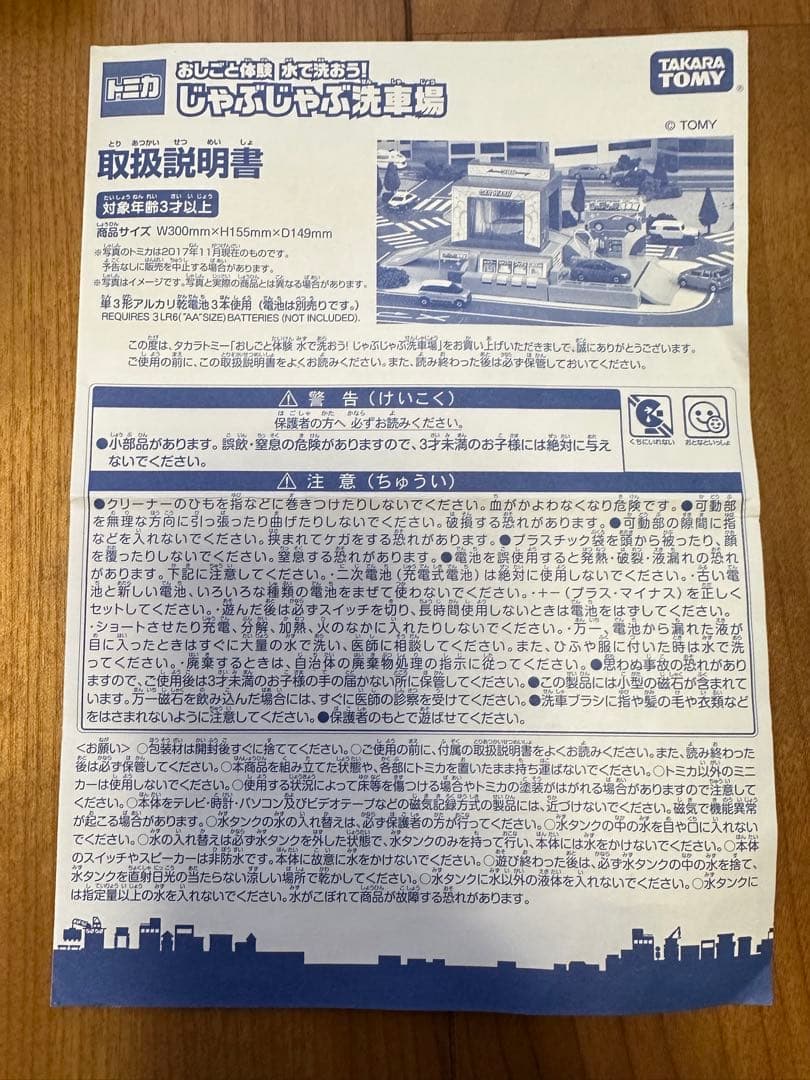 トミカ
おしごと体験 水で洗おう!
じゃぶじゃぶ洗車場
TAKARA TOMY
© TOMY
取扱説明書
対象年齢3才以上
商品サイズ W300mm×H155mm×D149mm
※写真のトミカは2017年11月現在のものです。
予告なしに販売を中止する場合があります。
※写真はイメージです。写真と実際の商品とは異なる場合があります。
単3形アルカリ乾電池3本使用(電池は別売りです。)
REQUIRES 3 LR6("AA"SIZE) BATTERIES (NOT INCLUDED).
CAR WASH
この度は、タカラトミー「おしごと体験 水で洗おう! じゃぶじゃぶ洗車場」をお買い上げいただきまして、誠にありがとうございます。
ご使用の前に、この取扱説明書をよくお読みください。また、読み終わった後は必ず保管しておいてください。
⚠ 警告(けいこく)
保護者の方へ 必ずお読みください。
●小部品があります。誤飲・窒息の危険がありますので、3才未満のお子様には絶対に与え
ないでください。
くちにいれない
おとなといっしょ
⚠ 注意(ちゅうい)
●クリーナーのひもを指などに巻きつけたりしないでください。血がかよわなくなり危険です。●可動部
を無理な方向に引っ張ったり曲げたりしないでください。破損する恐れがあります。●可動部の隙間に指
などを入れないでください。挟まれてケガをする恐れがあります。●プラスチック袋を頭から被ったり、顔
を覆ったりしないでください。窒息する恐れがあります。●電池を誤使用すると発熱・破裂・液漏れの恐れ
があります。下記に注意してください。・二次電池(充電式電池)は絶対に使用しないでください。・古い電
池と新しい電池、いろいろな種類の電池をまぜて使わないでください。・+-(プラス・マイナス)を正しく
セットしてください。・遊んだ後は必ずスイッチを切り、長時間使用しないときは電池をはずしてください。
・ショートさせたり充電、分解、加熱、火のなかに入れたりしないでください。・万一、電池から漏れた液が
目に入ったときはすぐに大量の水で洗い、医師に相談してください。また、ひふや服に付いた時は水で洗
ってください。・廃棄するときは、自治体の廃棄物処理の指示に従ってください。●思わぬ事故の恐れがあり
ますので、ご使用後は3才未満のお子様の手の届かない所に保管してください。●この製品には小型の磁石が含まれて
います。万一磁石を飲み込んだ場合には、すぐに医師の診察を受けてください。●洗車ブラシに指や髪の毛や衣類など
をはさまれないように注意してください。●保護者のもとで遊ばせてください。
<お願い> ○包装材は開封後すぐに捨ててください。○ご使用の前に、付属の取扱説明書をよくお読みください。また、読み終わった
後は必ず保管してください。○本商品を組み立てた状態や、各部にトミカを置いたまま持ち運ばないでください。○トミカ以外のミニ
カーは使用しないでください。○使用する状況によって床等を傷つける場合やトミカの塗装がはがれる場合がありますので注意して
ください。○本体をテレビ・時計・パソコン及びビデオテープなどの磁気記録方式の製品には、近づけないでください。磁気で機能異常
が起こる場合があります。○水タンクの水の入れ替えは、必ず保護者の方が行ってください。○水タンクの中の水を目や口に入れない
でください。○水の入れ替えは必ず水タンクを外した状態で、水タンクのみを持って行い、本体には水をかけないでください。○本体
のスイッチやスピーカーは非防水です。本体に故意に水をかけないでください。○遊び終わった後は、必ず水タンクの中の水を捨て、
水タンクを直射日光の当たらない涼しい場所で乾かしてください。○水タンクに水以外の液体を入れないでください。○水タンクに
は指定量以上の水を入れないでください。水がこぼれて商品が故障する恐れがあります。